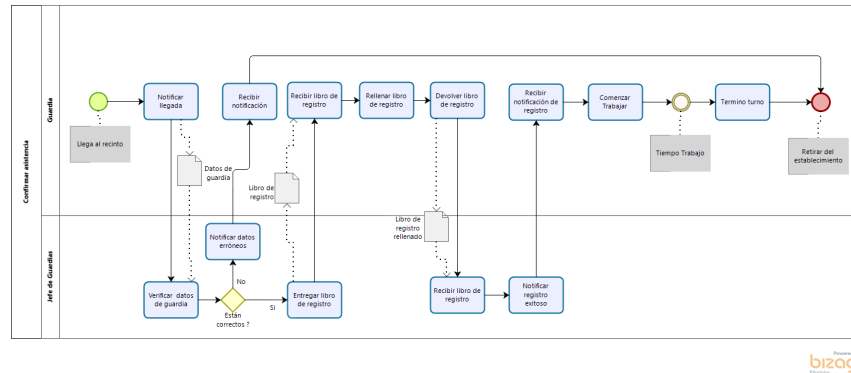 Confirmar asistencia
Guardia
Jefe de Guardias
Notificar
llegada
Recibir
notificación
Recibir libro de
registro
Rellenar libro
de registro
Devolver libro
de registro
Recibir
notificación de
registro
Comenzar
Trabajar
Termino turno
Llega al recinto
Datos de
guardia
Libro de
registro
Tiempo Trabajo
Retirar del
establecimiento
Libro de
registro
rellenado
Notificar datos
erróneos
No
Verificar datos
de guardia
Están
correctos ?
Si
Entregar libro
de registro
Recibir libro de
registro
Notificar
registro
exitoso
Powered